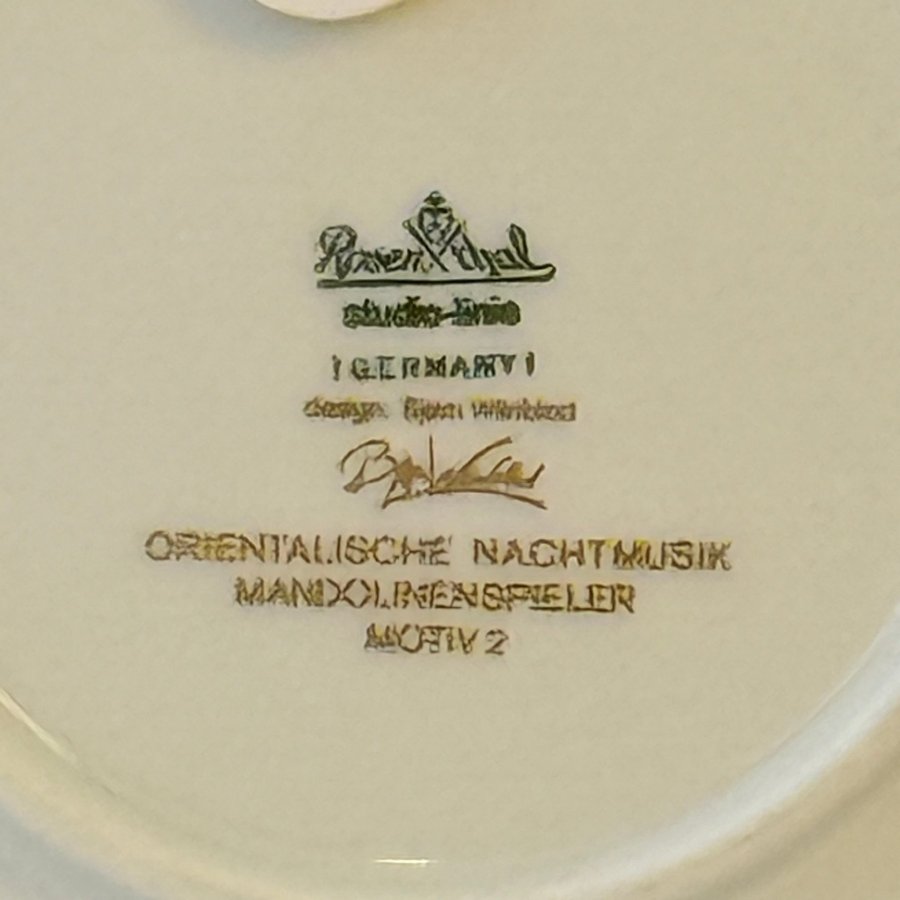 Rosenthal
studio-linie
GERMANY
design: Bjørn Wiinblad
ORIENTALISCHE NACHTMUSIK
MANDOLINENSPIELER
MOTIV 2